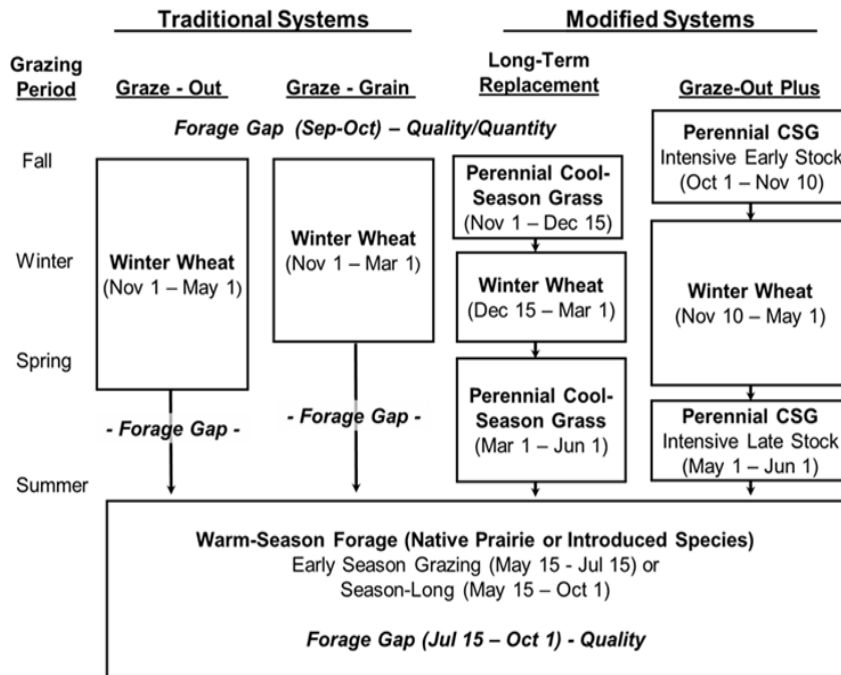 Traditional Systems
Modified Systems
Grazing
Period
Graze - Out
Graze - Grain
Long-Term
Replacement
Graze-Out Plus
Forage Gap (Sep-Oct) – Quality/Quantity
Fall
Winter
Spring
Summer
Winter Wheat
(Nov 1 – May 1)
- Forage Gap -
Winter Wheat
(Nov 1 – Mar 1)
- Forage Gap -
Perennial Cool-
Season Grass
(Nov 1 – Dec 15)
Winter Wheat
(Dec 15 – Mar 1)
Perennial Cool-
Season Grass
(Mar 1 – Jun 1)
Perennial CSG
Intensive Early Stock
(Oct 1 – Nov 10)
Winter Wheat
(Nov 10 – May 1)
Perennial CSG
Intensive Late Stock
(May 1 – Jun 1)
Warm-Season Forage (Native Prairie or Introduced Species)
Early Season Grazing (May 15 - Jul 15) or
Season-Long (May 15 – Oct 1)
Forage Gap (Jul 15 – Oct 1) - Quality